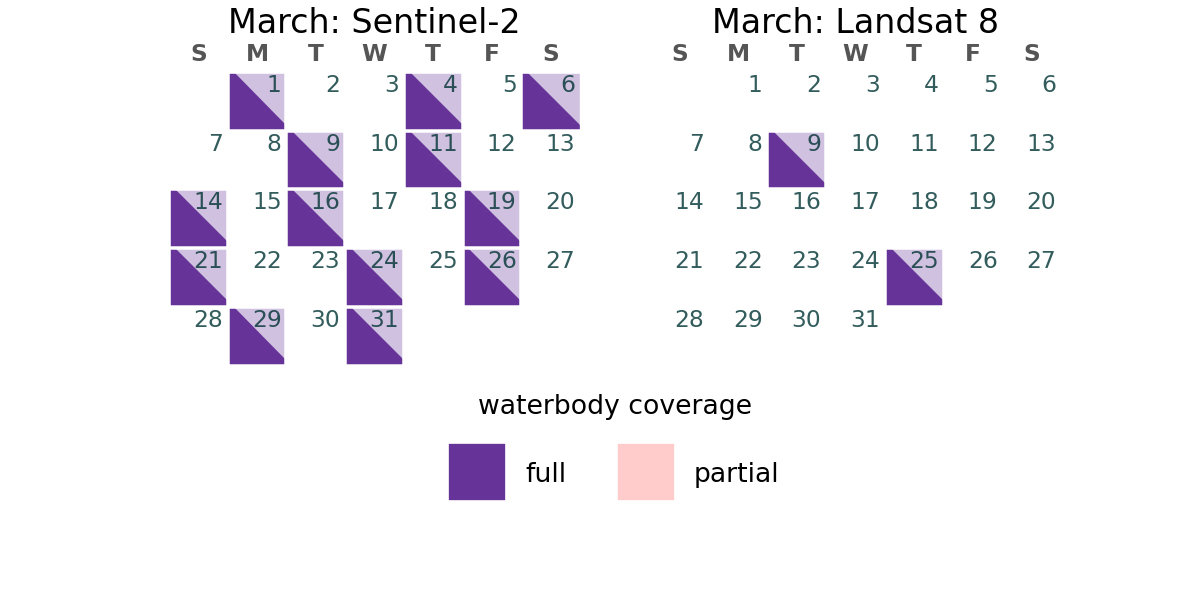 March: Sentinel-2
S M T W T F S
1 2 3 4 5 6
7 8 9 10 11 12 13
14 15 16 17 18 19 20
21 22 23 24 25 26 27
28 29 30 31
March: Landsat 8
S M T W T F S
1 2 3 4 5 6
7 8 9 10 11 12 13
14 15 16 17 18 19 20
21 22 23 24 25 26 27
28 29 30 31
waterbody coverage
full partial